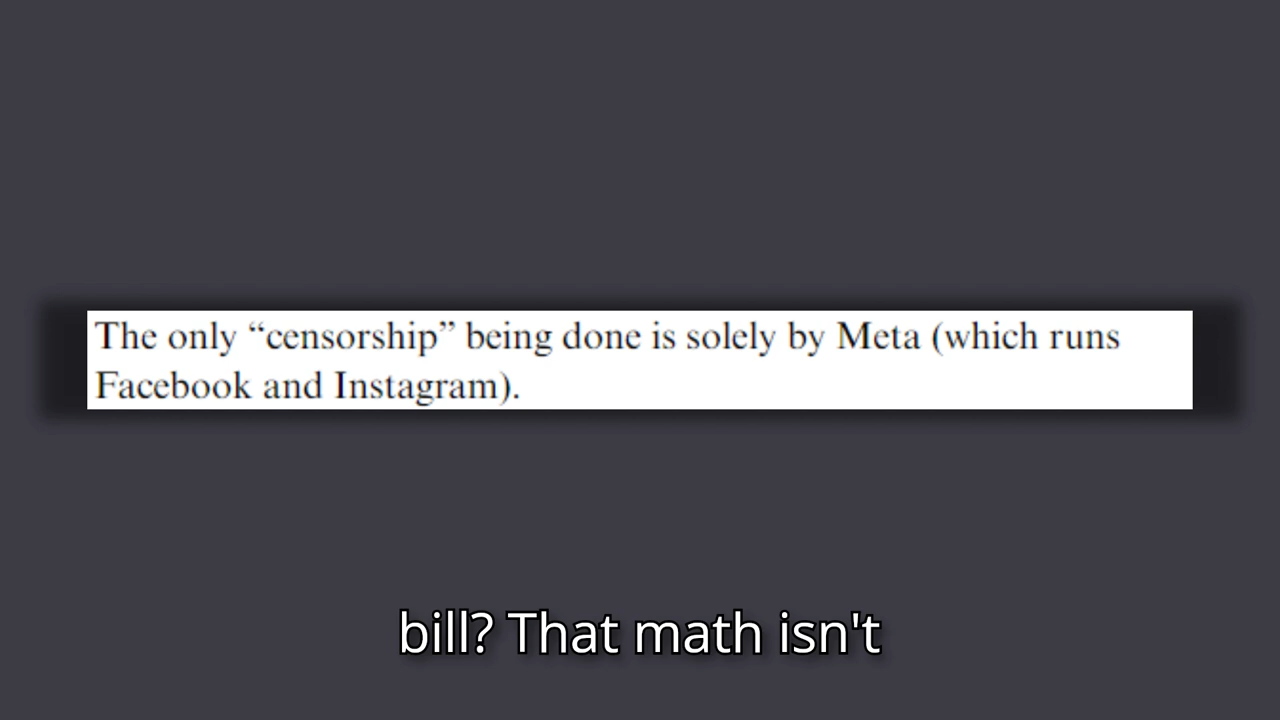 The only “censorship” being done is solely by Meta (which runs
Facebook and Instagram).
bill? That math isn't